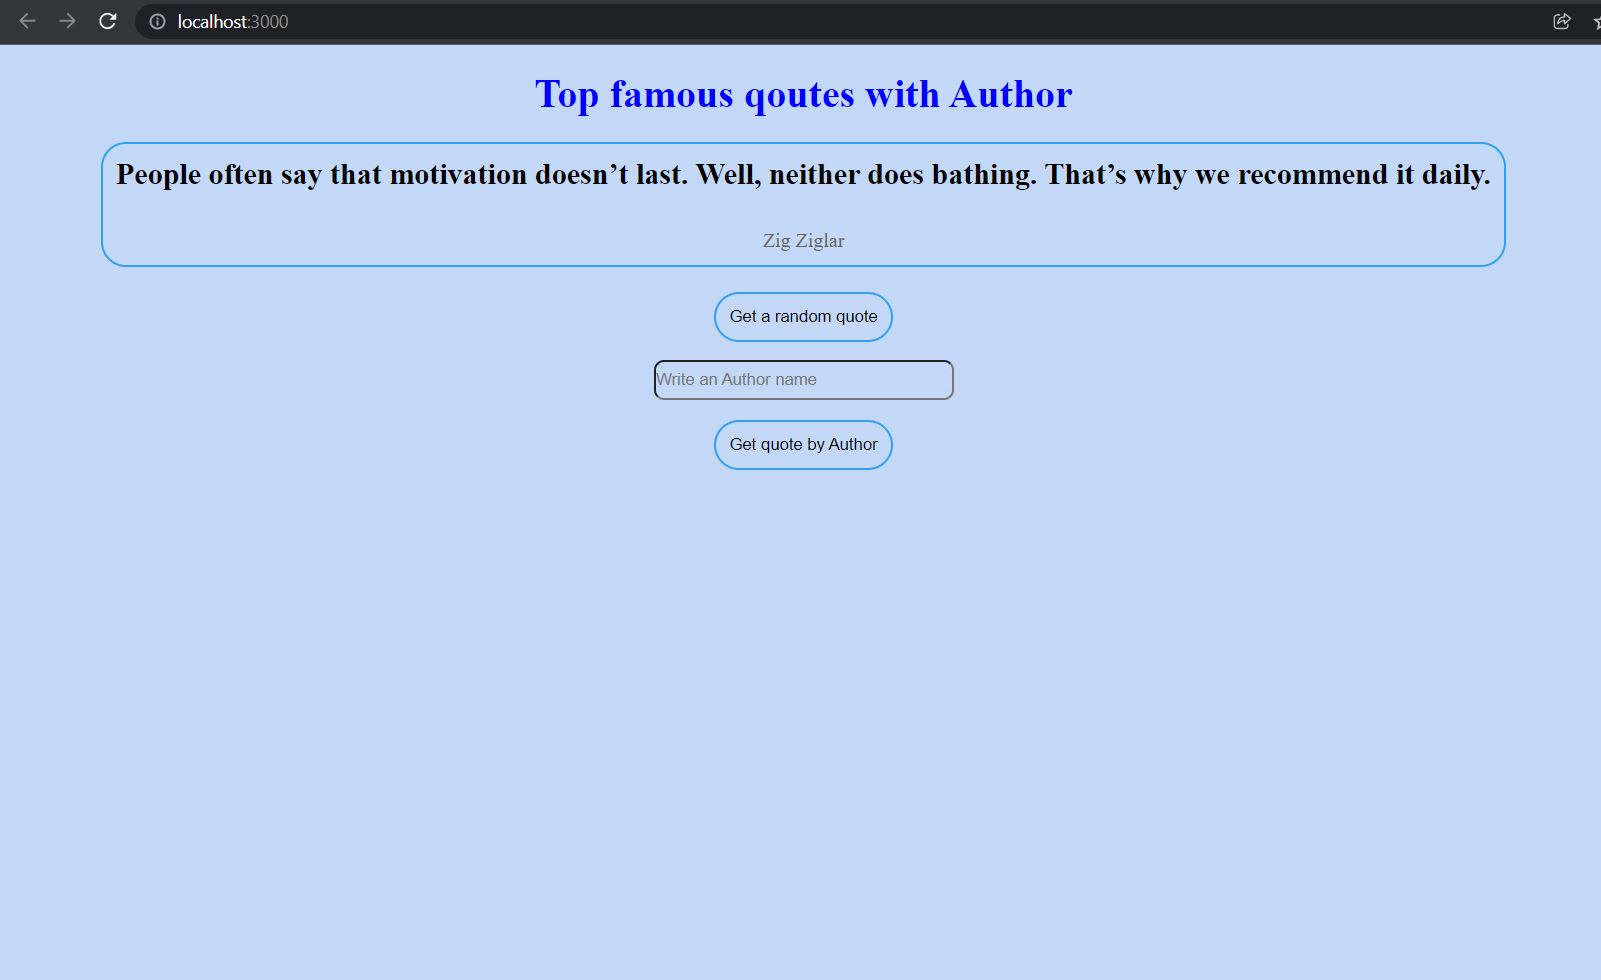 localhost:3000
Top famous qoutes with Author
People often say that motivation doesn’t last. Well, neither does bathing. That’s why we recommend it daily.
Zig Ziglar
Get a random quote
Write an Author name
Get quote by Author